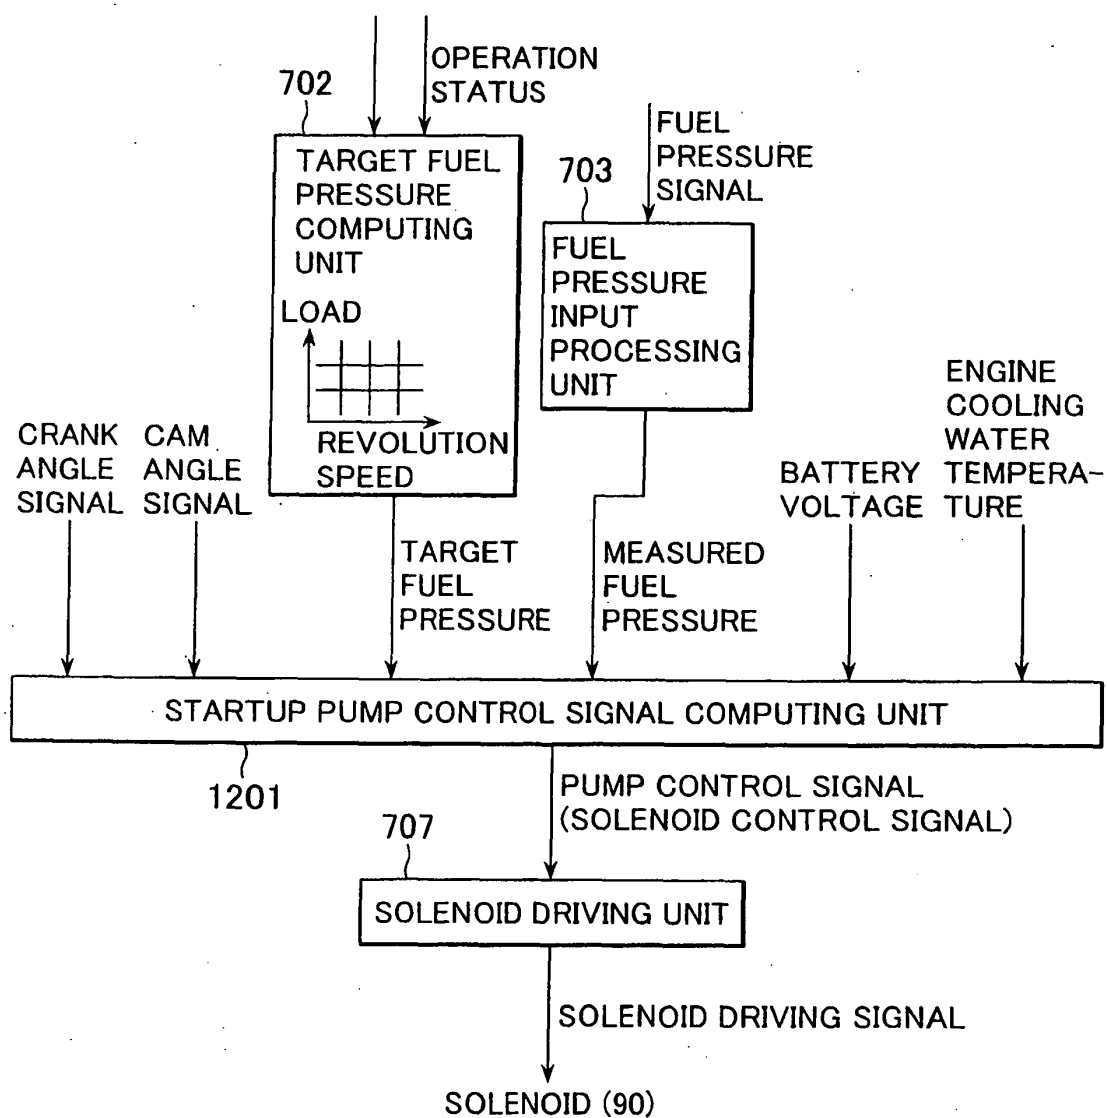 OPERATION
STATUS
702
TARGET FUEL
PRESSURE
COMPUTING
UNIT
LOAD
REVOLUTION
SPEED
FUEL
PRESSURE
SIGNAL
703
FUEL
PRESSURE
INPUT
PROCESSING
UNIT
CRANK
ANGLE
SIGNAL
CAM
ANGLE
SIGNAL
TARGET
FUEL
PRESSURE
MEASURED
FUEL
PRESSURE
BATTERY
VOLTAGE
ENGINE
COOLING
WATER
TEMPERA-
TURE
STARTUP PUMP CONTROL SIGNAL COMPUTING UNIT
1201
PUMP CONTROL SIGNAL
(SOLENOID CONTROL SIGNAL)
707
SOLENOID DRIVING UNIT
SOLENOID DRIVING SIGNAL
SOLENOID (90)